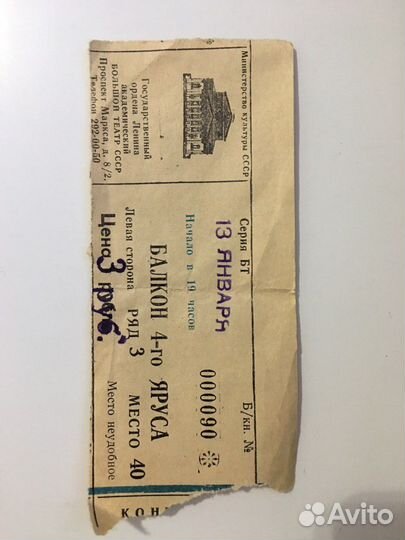 Министерство культуры СССР
Государственный
ордена Ленина
академический
БОЛЬШОЙ ТЕАТР СССР
Проспект Маркса, д. 8/2.
Телефон 292-00-50
Серия БТ
Б/кн. №
13 ЯНВАРЯ
000090
Начало в 19 часов
БАЛКОН 4-го ЯРУСА
Левая сторона РЯД 3 МЕСТО 40
Цена 3 руб. Место неудобное
КОН
Avito